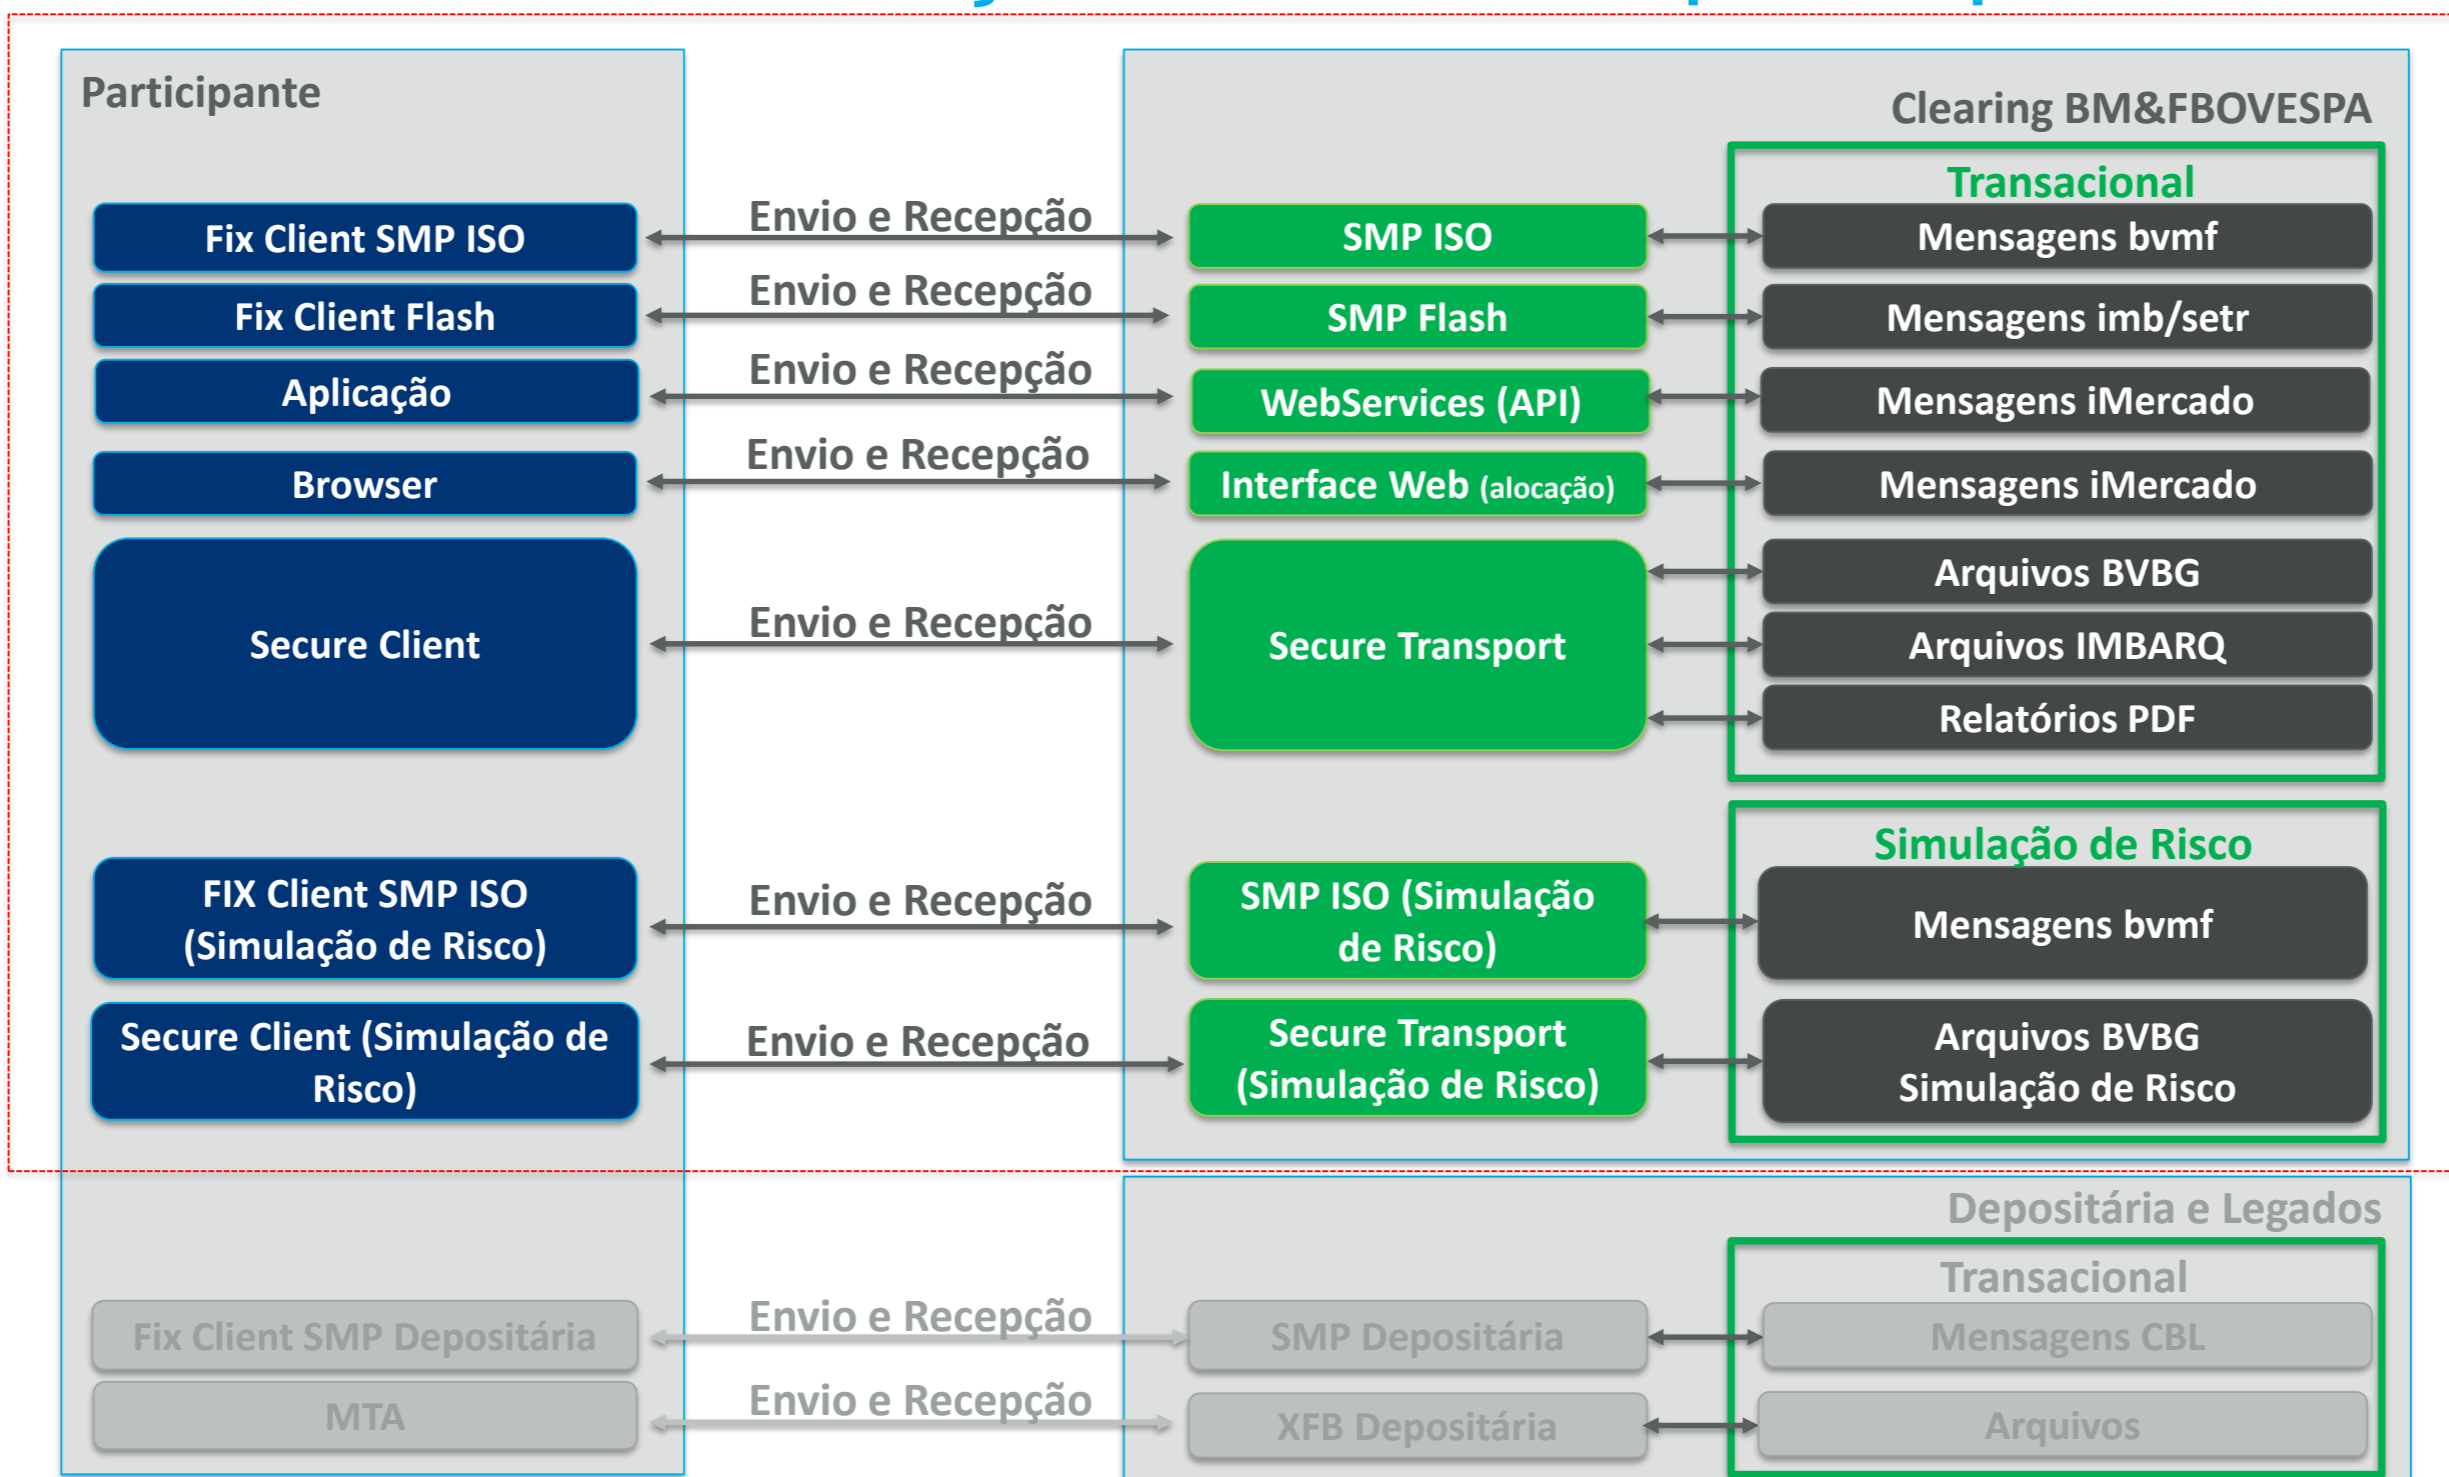 Participante
Clearing BM&FBOVESPA
Transacional
Fix Client SMP ISO
Envio e Recepção
SMP ISO
Mensagens bvmf
Fix Client Flash
Envio e Recepção
SMP Flash
Mensagens imb/setr
Aplicação
Envio e Recepção
WebServices (API)
Mensagens iMercado
Browser
Envio e Recepção
Interface Web (alocação)
Mensagens iMercado
Secure Client
Envio e Recepção
Secure Transport
Arquivos BVBG
Arquivos IMBARQ
Relatórios PDF
Simulação de Risco
FIX Client SMP ISO
(Simulação de Risco)
Envio e Recepção
SMP ISO (Simulação
de Risco)
Mensagens bvmf
Secure Client (Simulação de
Risco)
Envio e Recepção
Secure Transport
(Simulação de Risco)
Arquivos BVBG
Simulação de Risco
Depositária e Legados
Transacional
Fix Client SMP Depositária
Envio e Recepção
SMP Depositária
Mensagens CBL
MTA
Envio e Recepção
XFB Depositária
Arquivos